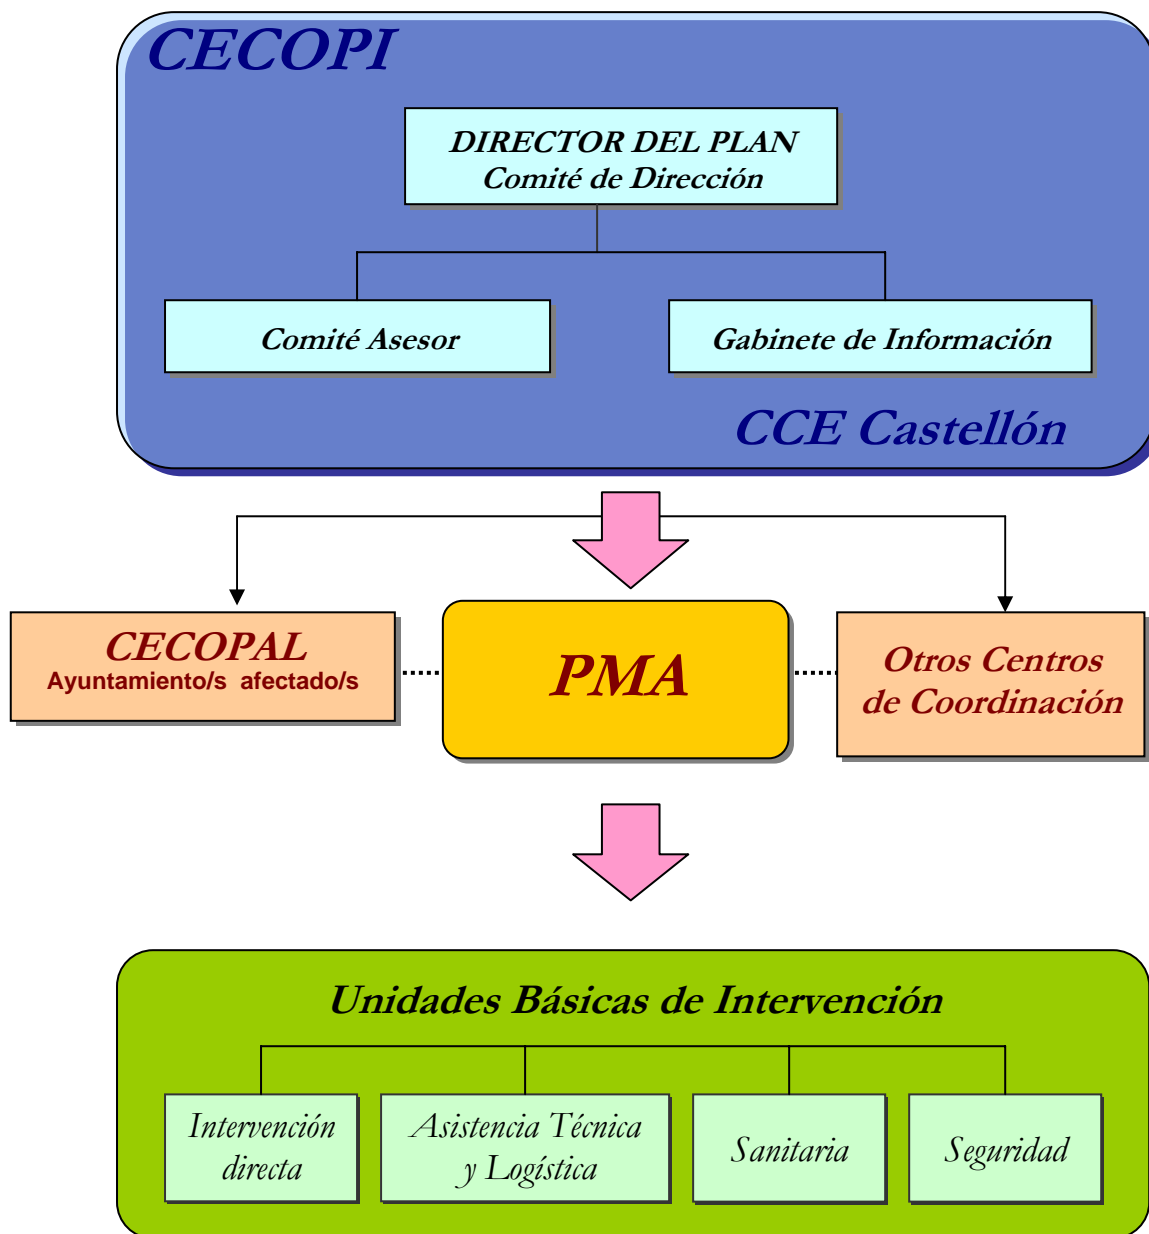 CECOPI
DIRECTOR DEL PLAN
Comité de Dirección
Comité Asesor
Gabinete de Información
CCE Castellón
CECOPAL
Ayuntamiento/s afectado/s
PMA
Otros Centros
de Coordinación
Unidades Básicas de Intervención
Intervención
directa
Asistencia Técnica
y Logística
Sanitaria
Seguridad